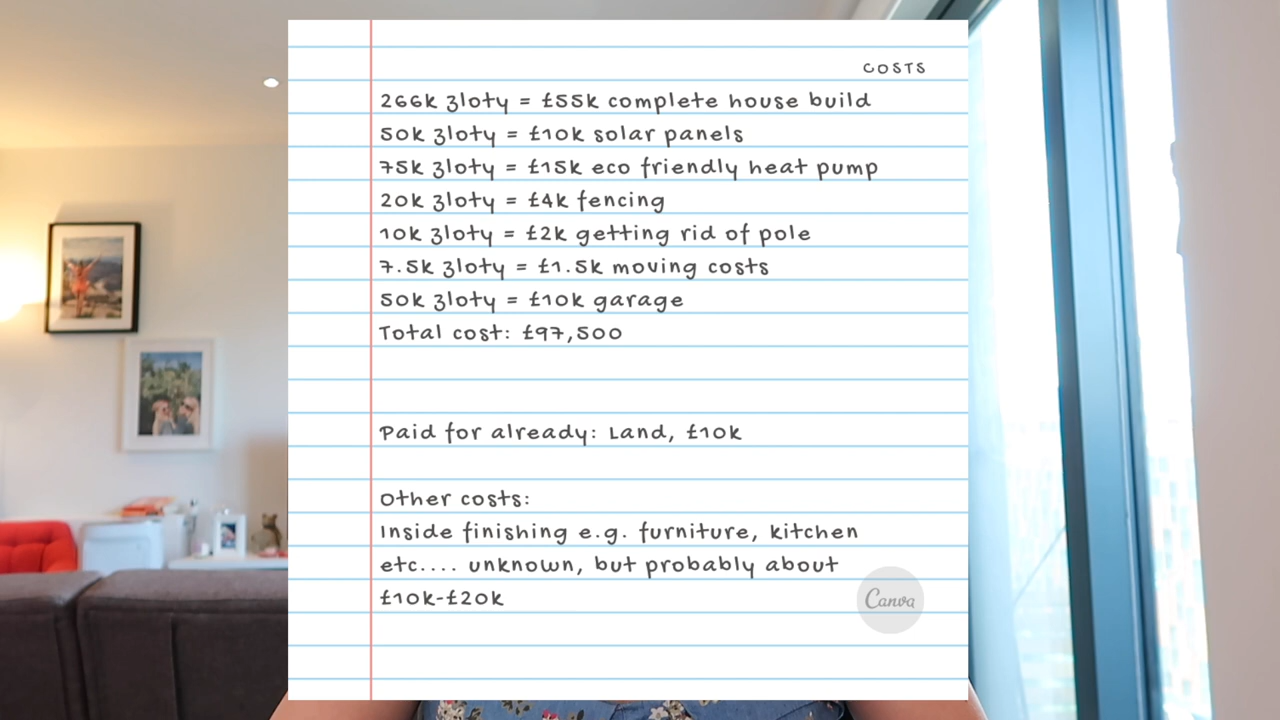 COSTS
266k zloty = £55k complete house build
50k zloty = £10k solar panels
75k zloty = £15k eco friendly heat pump
20k zloty = £4k fencing
10k zloty = £2k getting rid of pole
7.5k zloty = £1.5k moving costs
50k zloty = £10k garage
Total cost: £97,500
Paid for already: Land, £10k
Other costs:
Inside finishing e.g. furniture, kitchen
etc.... unknown, but probably about
£10k-£20k
Canva